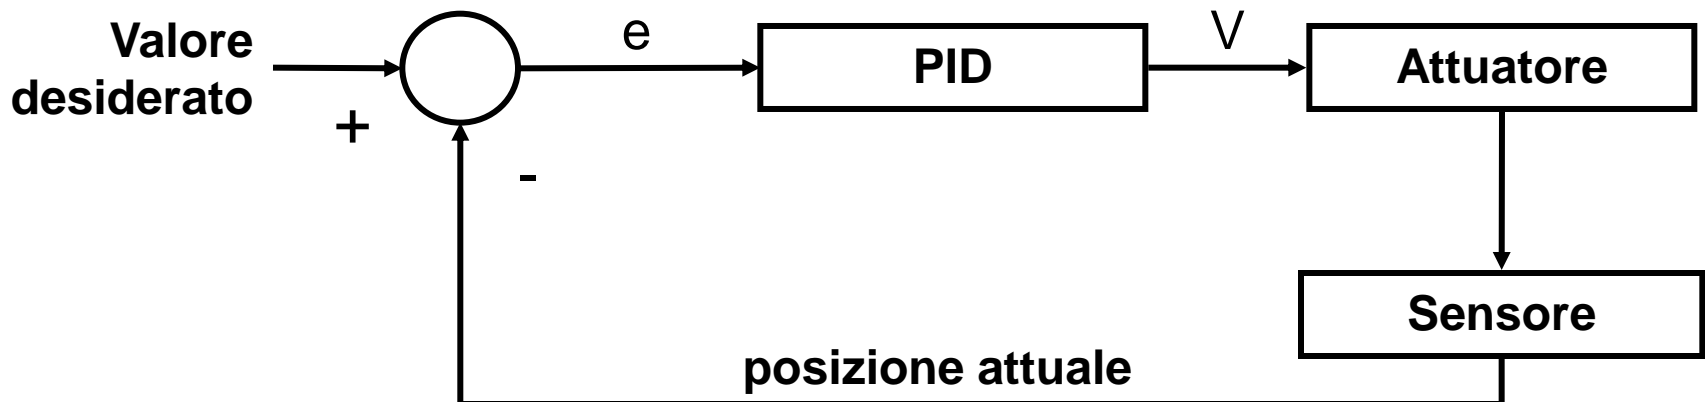 Valore
desiderato
+
-
e
PID
V
Attuatore
Sensore
posizione attuale